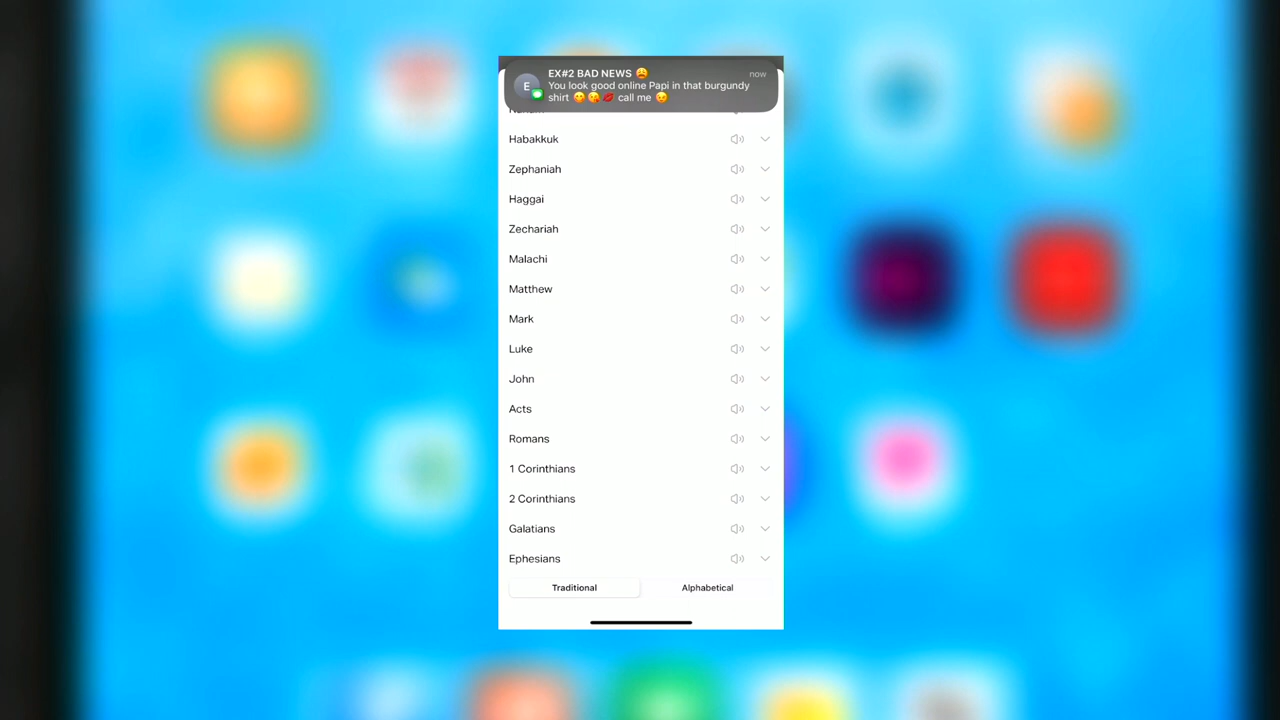 EX#2 BAD NEWS 😩
now
You look good online Papi in that burgundy
shirt 😋😘💋 call me 😉
E
Habakkuk
Zephaniah
Haggai
Zechariah
Malachi
Matthew
Mark
Luke
John
Acts
Romans
1 Corinthians
2 Corinthians
Galatians
Ephesians
Traditional
Alphabetical